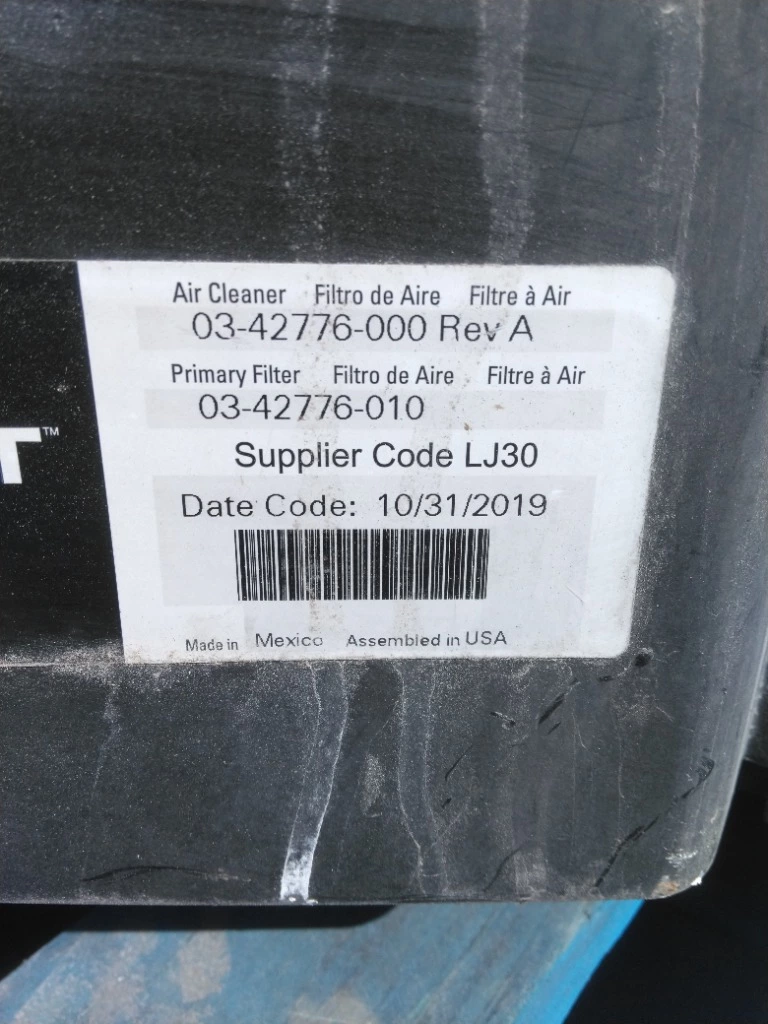 Air Cleaner Filtro de Aire Filtre à Air
03-42776-000 Rev A
Primary Filter Filtro de Aire Filtre à Air
03-42776-010
T™
Supplier Code LJ30
Date Code: 10/31/2019
Made in Mexico Assembled in USA